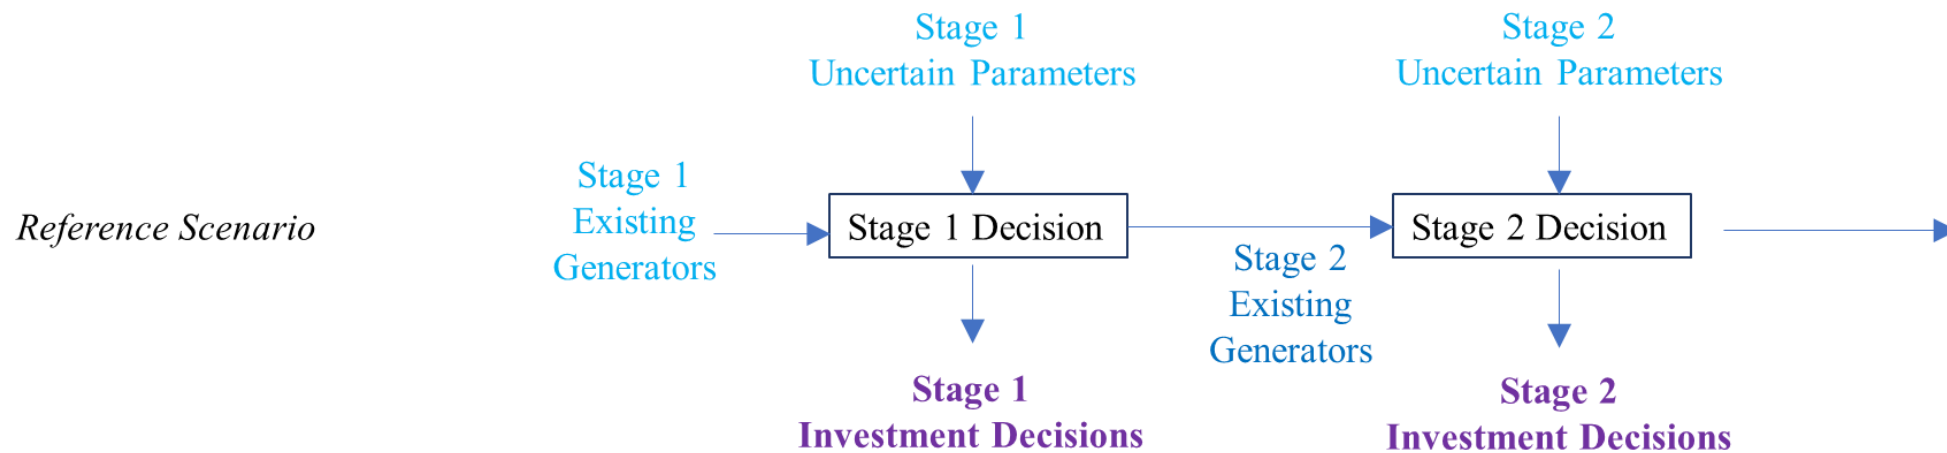 Reference Scenario
Stage 1
Existing
Generators
Stage 1
Uncertain Parameters
Stage 1 Decision
Stage 1
Investment Decisions
Stage 2
Existing
Generators
Stage 2
Uncertain Parameters
Stage 2 Decision
Stage 2
Investment Decisions